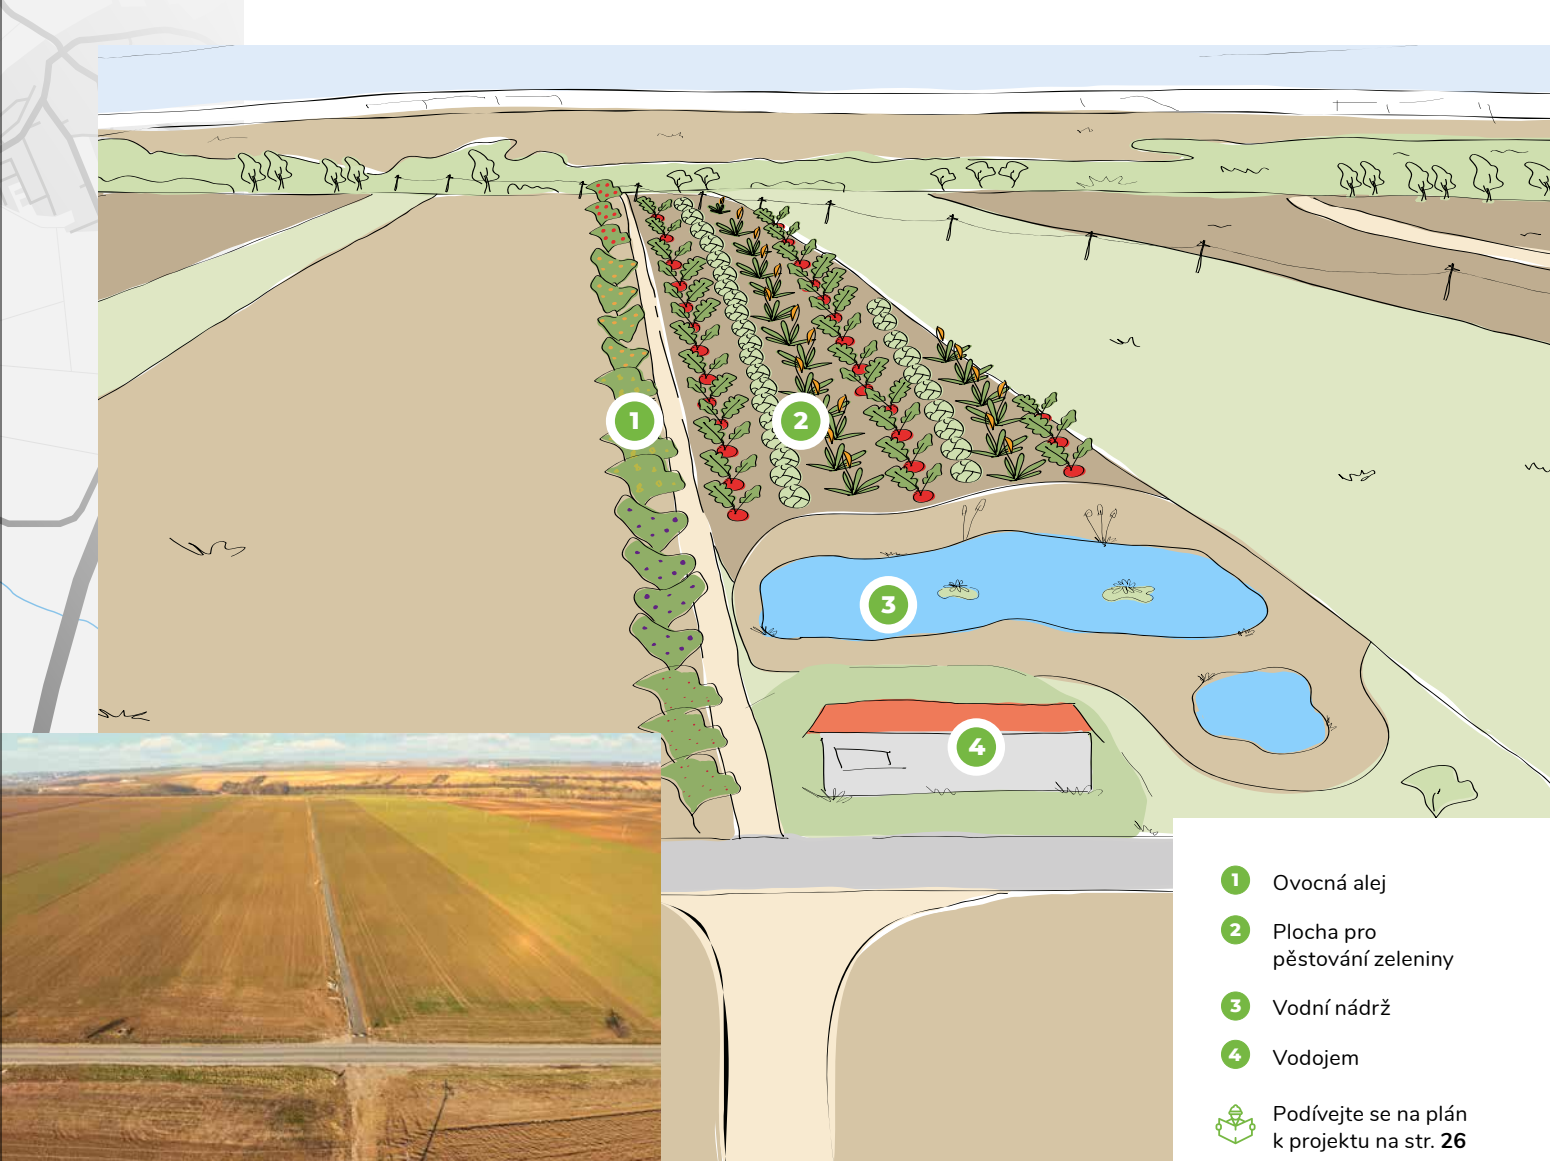 1
2
3
4
1 Ovocná alej
2 Plocha pro
pěstování zeleniny
3 Vodní nádrž
4 Vodojem
Podívejte se na plán
k projektu na str. 26